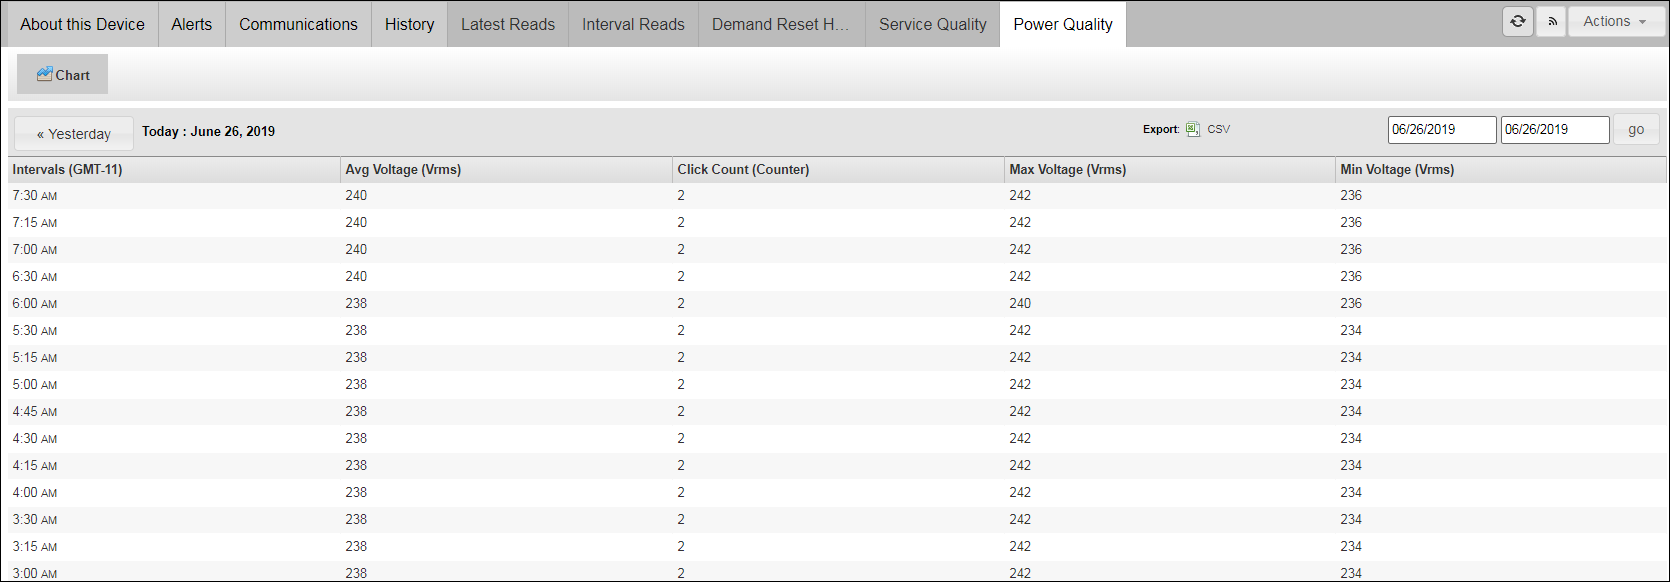 About this Device Alerts Communications History Latest Reads Interval Reads Demand Reset H... Service Quality Power Quality Actions
Chart
« Yesterday Today : June 26, 2019 Export: CSV 06/26/2019 06/26/2019 go
Intervals (GMT-11) Avg Voltage (Vrms) Click Count (Counter) Max Voltage (Vrms) Min Voltage (Vrms)
7:30 AM 240 2 242 236
7:15 AM 240 2 242 236
7:00 AM 240 2 242 236
6:30 AM 240 2 242 236
6:00 AM 238 2 240 236
5:30 AM 238 2 242 234
5:15 AM 238 2 242 234
5:00 AM 238 2 242 234
4:45 AM 238 2 242 234
4:30 AM 238 2 242 234
4:15 AM 238 2 242 234
4:00 AM 238 2 242 234
3:30 AM 238 2 242 234
3:15 AM 238 2 242 234
3:00 AM 238 2 242 234